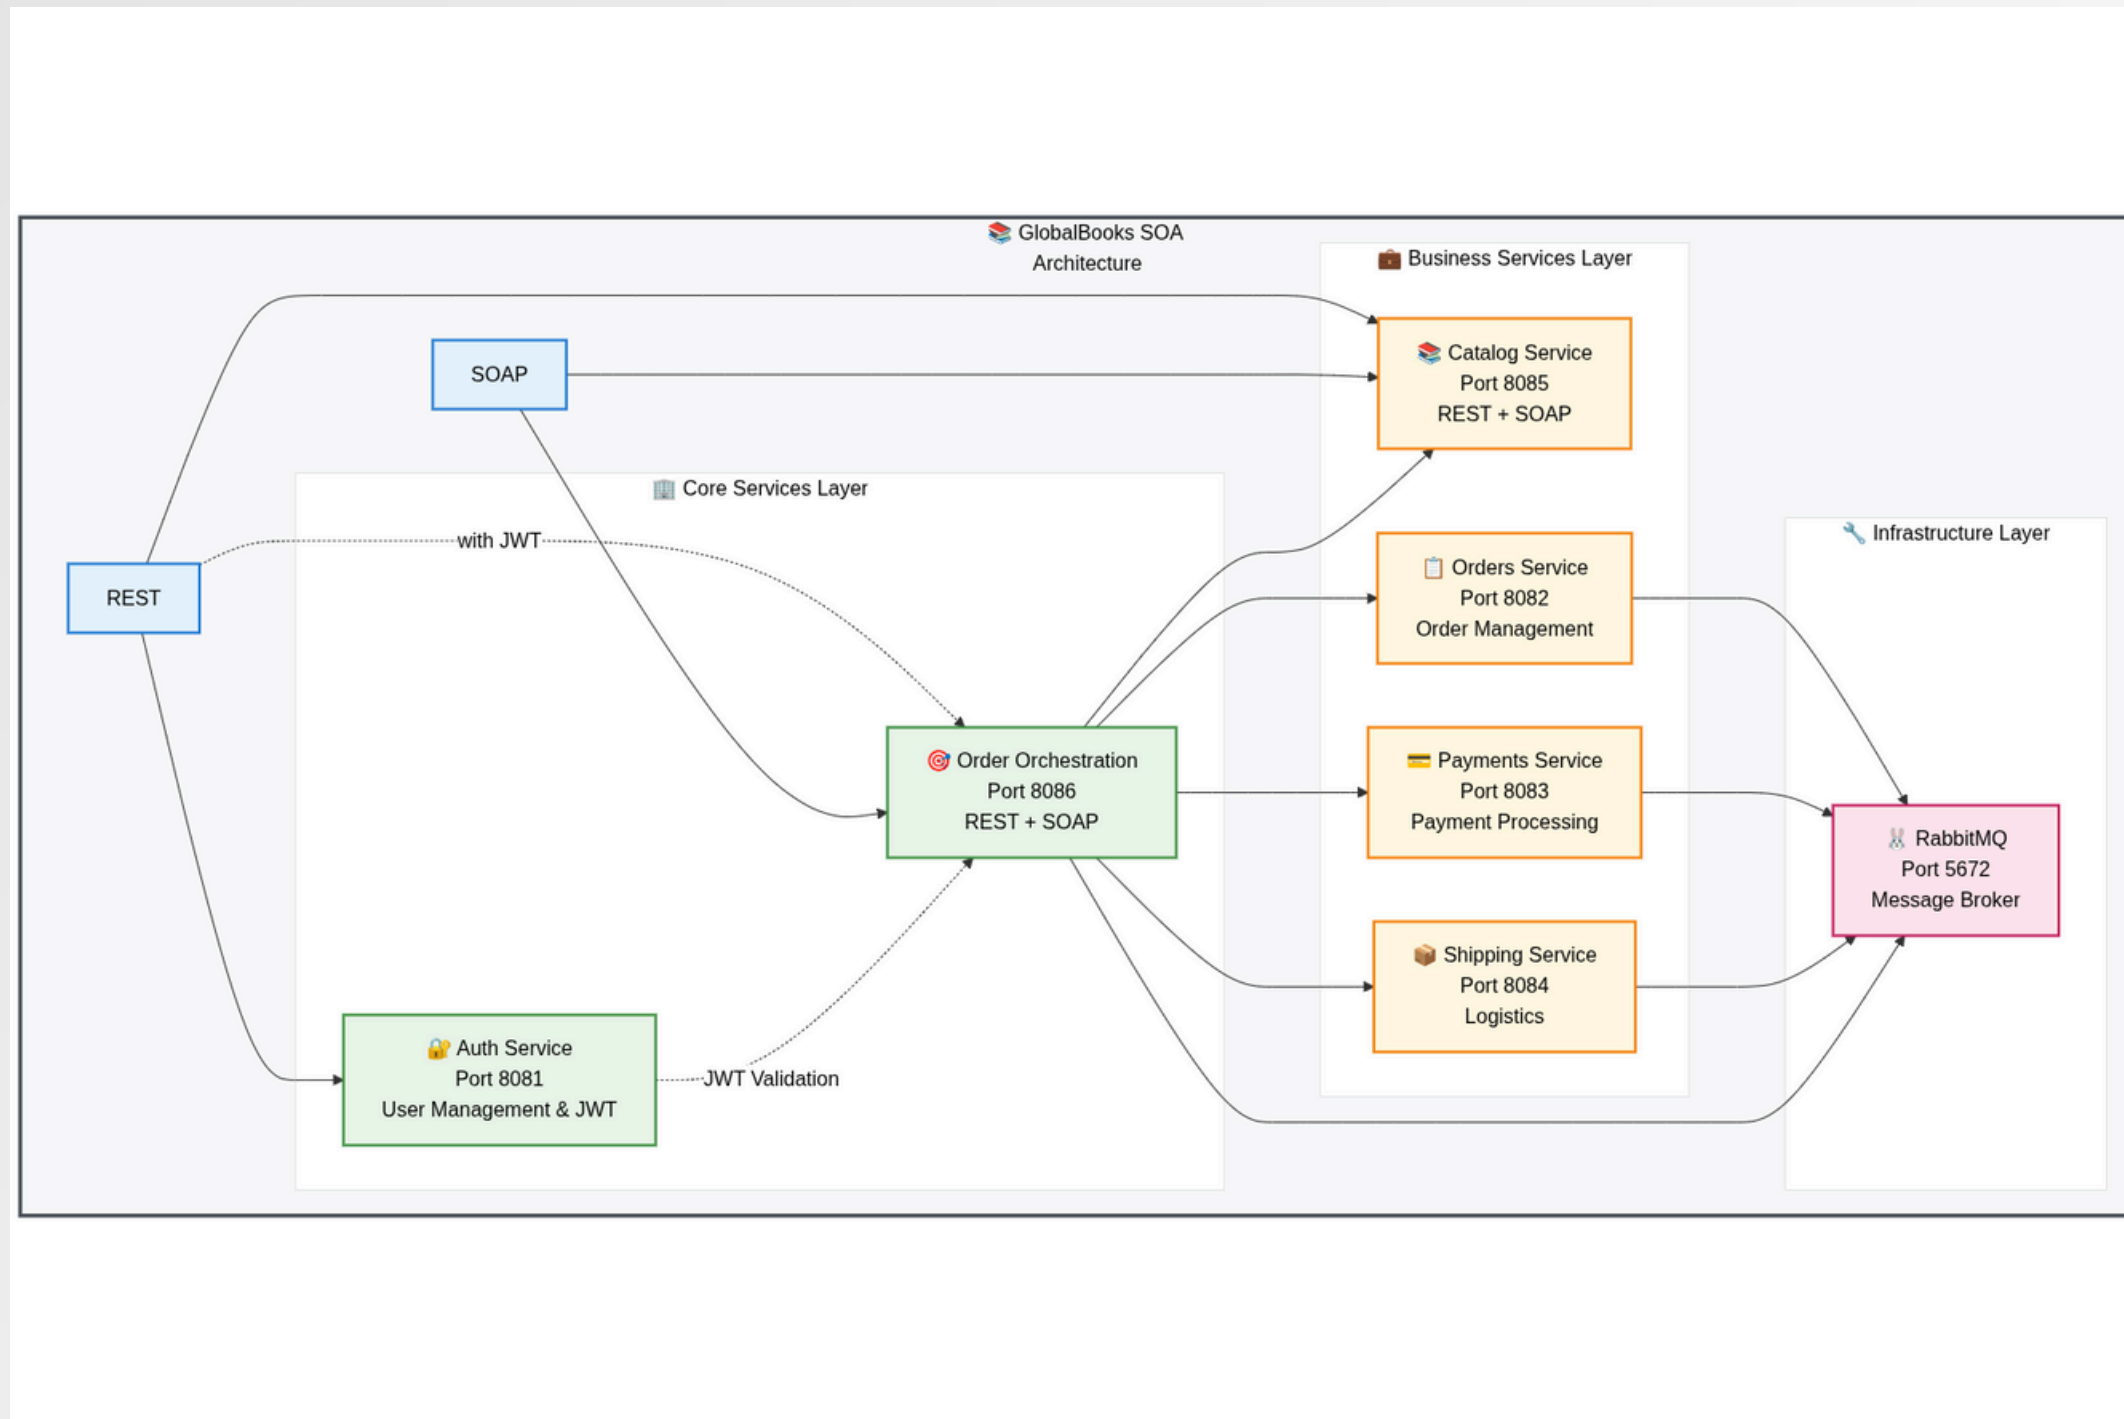 📚 GlobalBooks SOA
Architecture
💼 Business Services Layer
📚 Catalog Service
Port 8085
REST + SOAP
SOAP
🏢 Core Services Layer
with JWT
REST
📋 Orders Service
Port 8082
Order Management
🔧 Infrastructure Layer
🎯 Order Orchestration
Port 8086
REST + SOAP
💳 Payments Service
Port 8083
Payment Processing
🐰 RabbitMQ
Port 5672
Message Broker
📦 Shipping Service
Port 8084
Logistics
🔐 Auth Service
Port 8081
User Management & JWT
JWT Validation